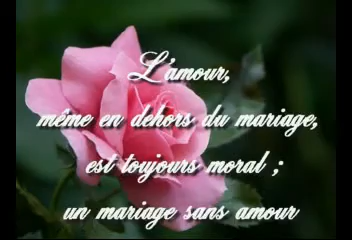 L'amour,
même en dehors du mariage,
est toujours moral ;
un mariage sans amour